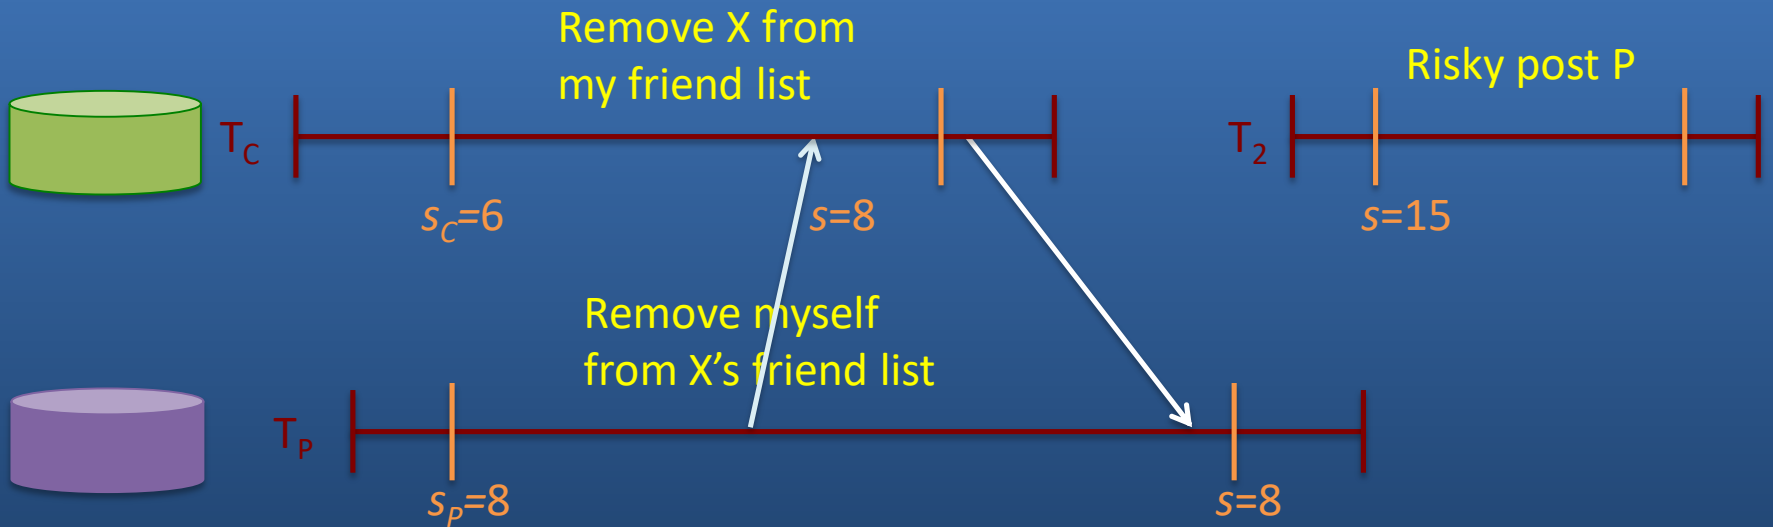 Remove X from
my friend list
Risky post P
T_C
T_2
s_C=6
s=8
s=15
Remove myself
from X’s friend list
T_P
s_P=8
s=8